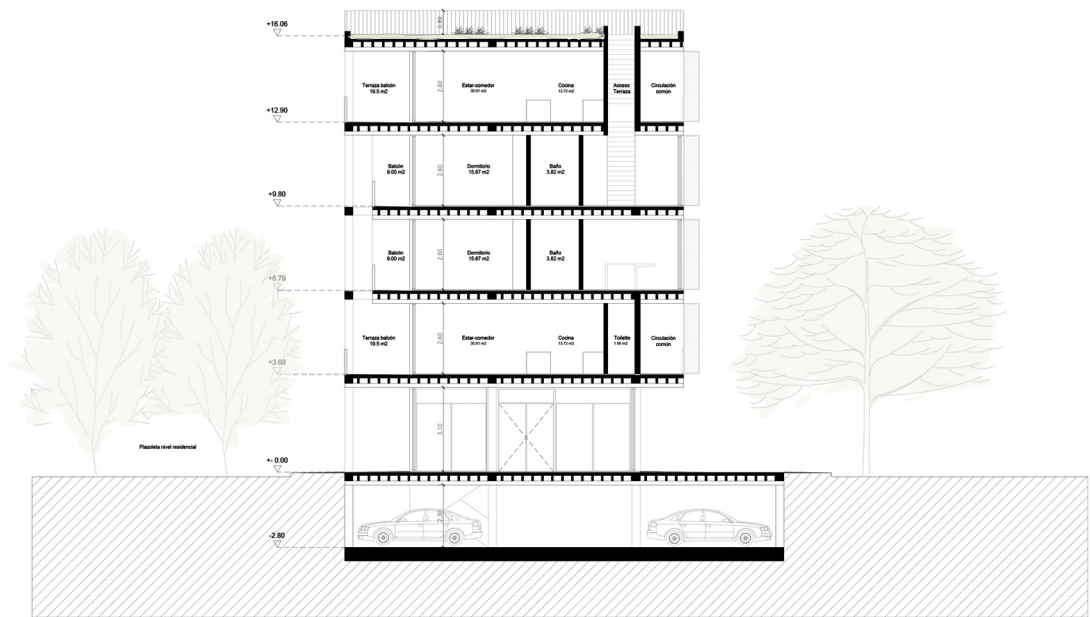 +16.06
0.89
Terraza balcón
19.5 m2
2.60
Estar-comedor
30.61 m2
Cocina
13.72 m2
Acceso
Terraza
Circulación
común
+12.90
Balcón
9.00 m2
2.60
Dormitorio
15.67 m2
Baño
3.82 m2
+9.80
Balcón
9.00 m2
2.60
Dormitorio
15.67 m2
Baño
3.82 m2
+6.70
Terraza balcón
19.5 m2
2.60
Estar-comedor
30.61 m2
Cocina
13.72 m2
Toilette
Circulación
común
+3.60
3.10
Plazoleta nivel residencial
+- 0.00
2.30
-2.80